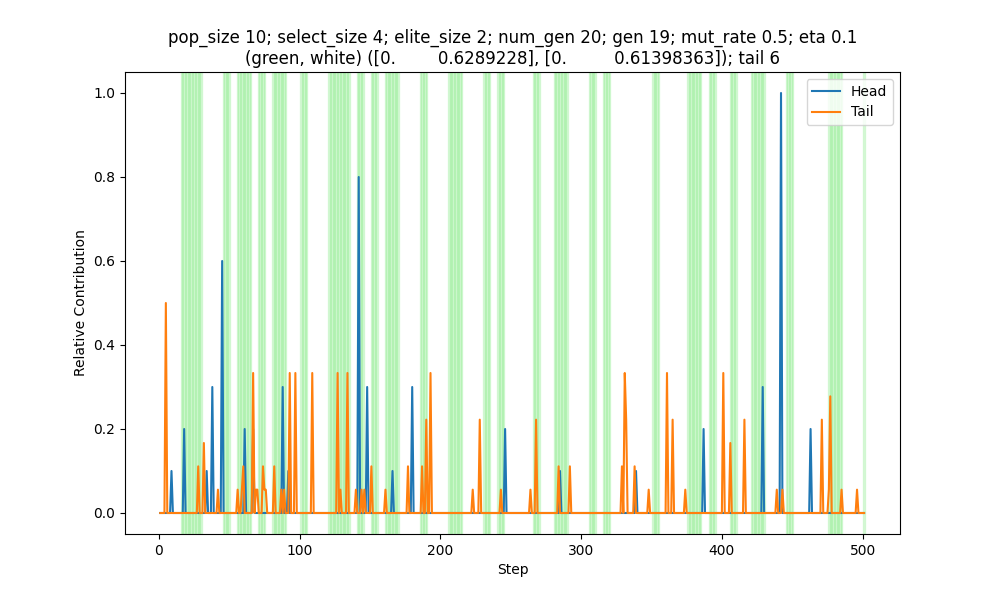 pop_size 10; select_size 4; elite_size 2; num_gen 20; gen 19; mut_rate 0.5; eta 0.1
(green, white) ([0. 0.6289228], [0. 0.61398363]); tail 6
Head
Tail
1.0
0.8
0.6
0.4
0.2
0.0
Relative Contribution
0 100 200 300 400 500
Step